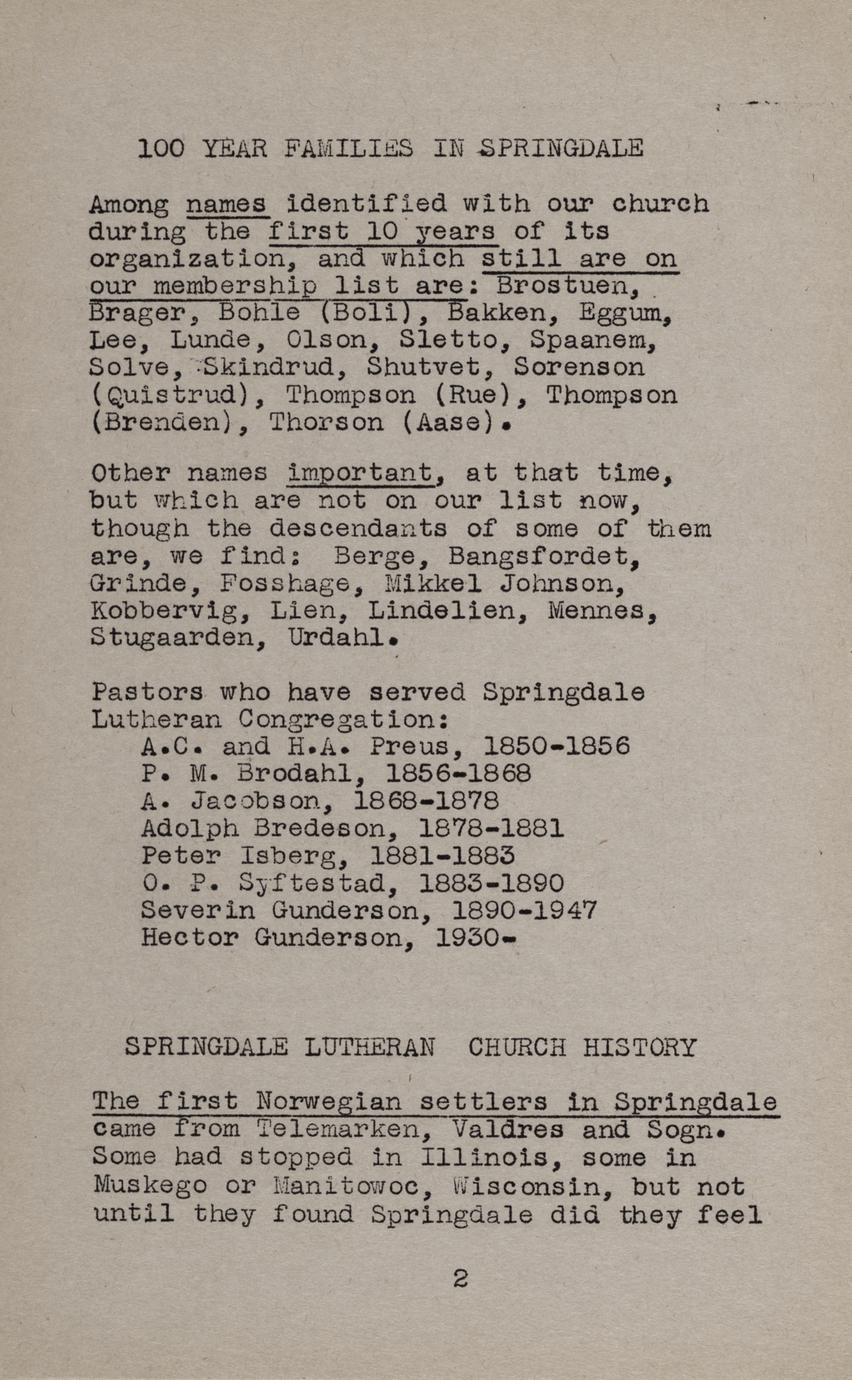 100 YEAR FAMILIES IN SPRINGDALE
Among names identified with our church
during the first 10 years of its
organization, and which still are on
our membership list are: Brostuen,
Brager, Bohle (Boli), Bakken, Eggum,
Lee, Lunde, Olson, Sletto, Spaanem,
Solve, Skindrud, Shutvet, Sorenson
(Quistrud), Thompson (Rue), Thompson
(Brenden), Thorson (Aase).
Other names important, at that time,
but which are not on our list now,
though the descendants of some of them
are, we find: Berge, Bangsfordet,
Grinde, Fosshage, Mikkel Johnson,
Kobbervig, Lien, Lindelien, Mennes,
Stugaarden, Urdahl.
Pastors who have served Springdale
Lutheran Congregation:
A.C. and H.A. Preus, 1850-1856
P. M. Brodahl, 1856-1868
A. Jacobson, 1868-1878
Adolph Bredeson, 1878-1881
Peter Isberg, 1881-1883
O. P. Syftestad, 1883-1890
Severin Gunderson, 1890-1947
Hector Gunderson, 1930-
SPRINGDALE LUTHERAN CHURCH HISTORY
The first Norwegian settlers in Springdale
came from Telemarken, Valdres and Sogn.
Some had stopped in Illinois, some in
Muskego or Manitowoc, Wisconsin, but not
until they found Springdale did they feel
2